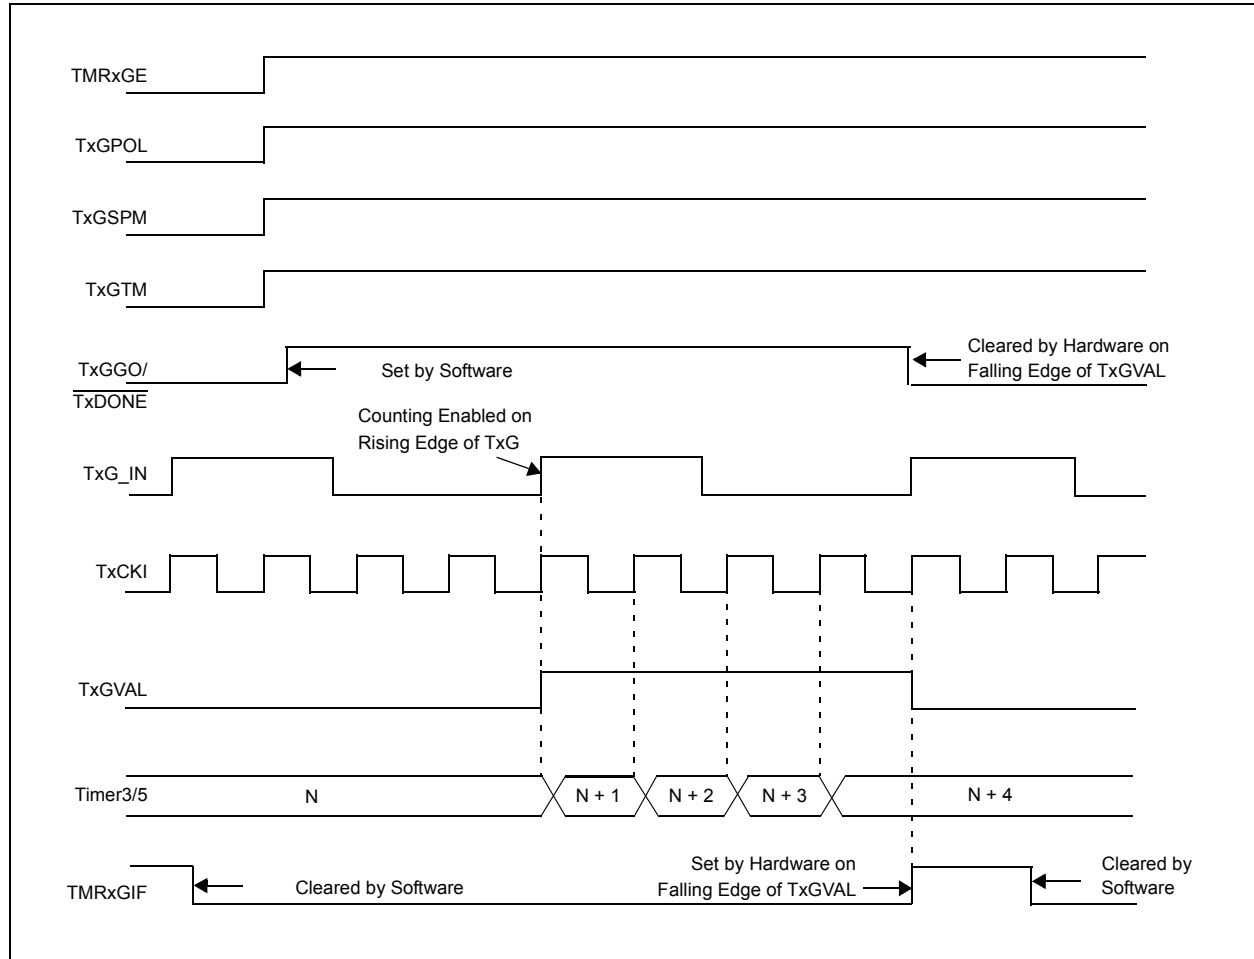 TMRxGE
TxGPOL
TxGSPM
TxGTM
TxGGO/
TxDONE
Set by Software
Cleared by Hardware on
Falling Edge of TxGVAL
Counting Enabled on
Rising Edge of TxG
TxG_IN
TxCKI
TxGVAL
Timer3/5
N
N + 1
N + 2
N + 3
N + 4
TMRxGIF
Cleared by Software
Set by Hardware on
Falling Edge of TxGVAL
Cleared by
Software